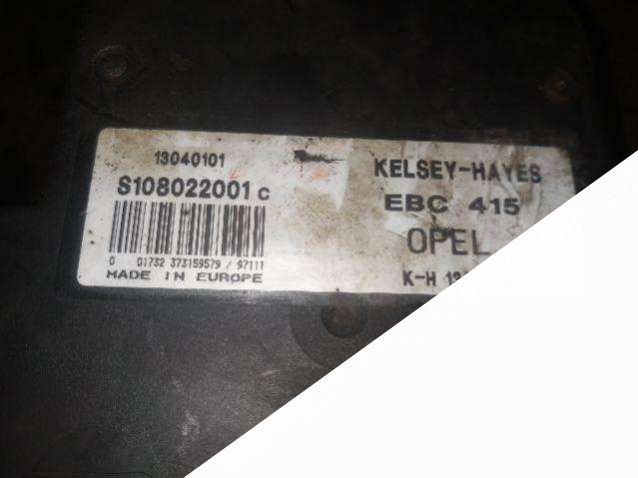 13040101
S108022001 C
0 01732 373159579 / 97111
MADE IN EUROPE
KELSEY-HAYES
EBC 415
OPEL
K-H